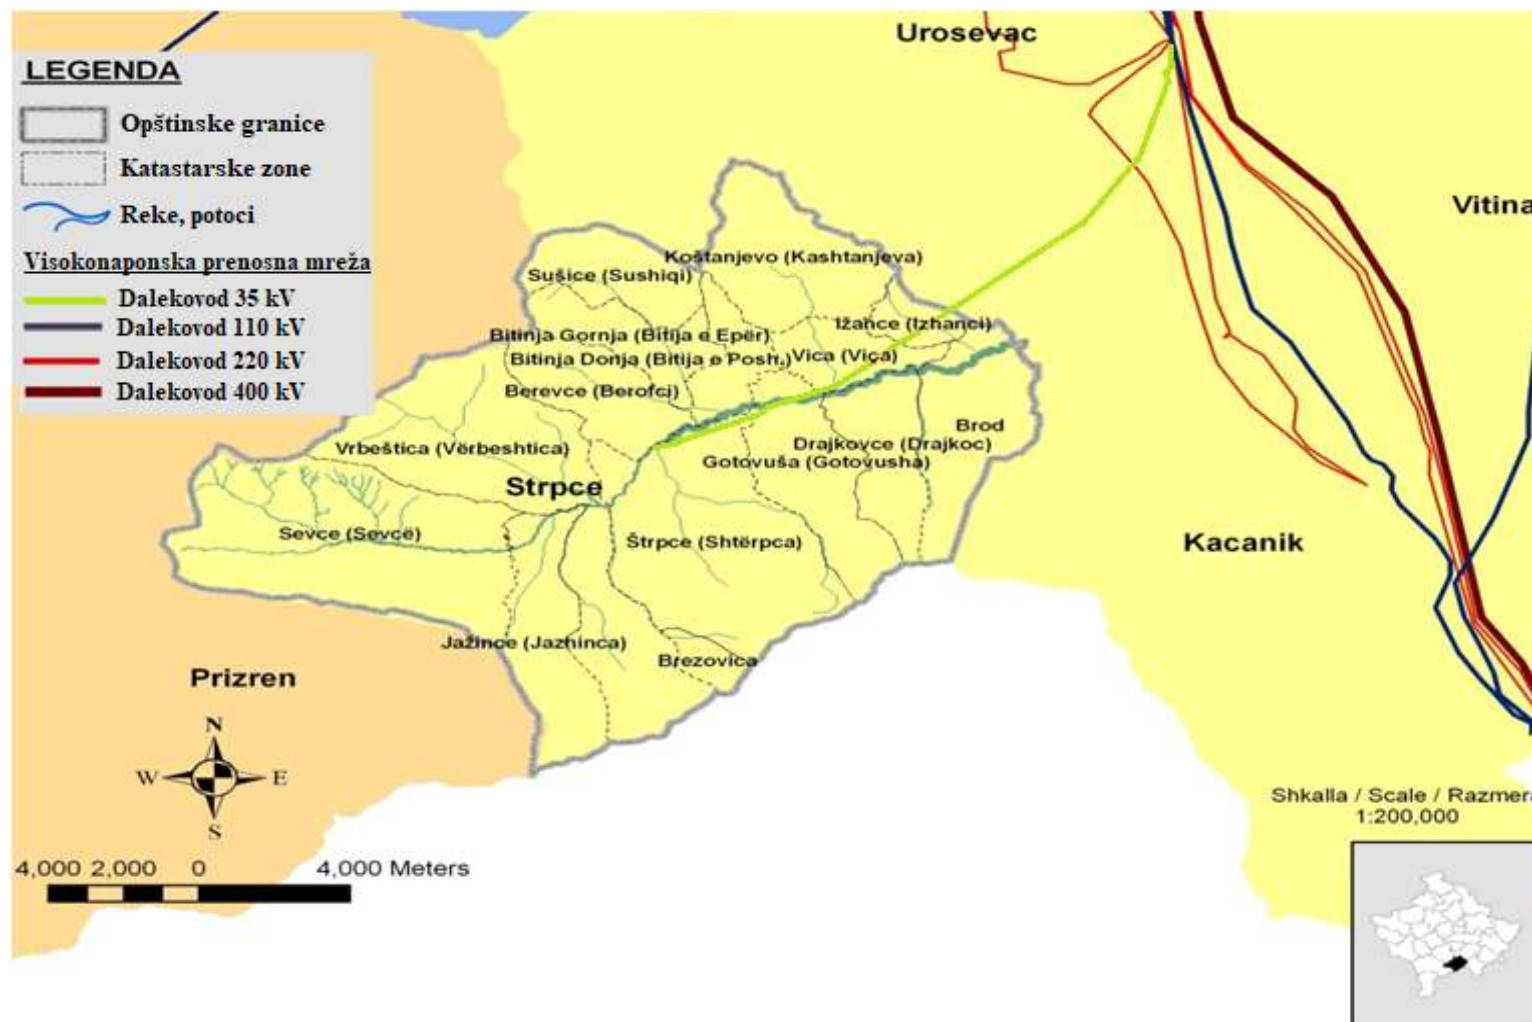 Urosevac
LEGENDA
Opštinske granice
Katastarske zone
Reke, potoci
Visokonaponska prenosna mreža
Dalekovod 35 kV
Dalekovod 110 kV
Dalekovod 220 kV
Dalekovod 400 kV
Vitina
Koštanjevo (Kashtanjeva)
Sušice (Sushiqi)
Ižance (Izhanci)
Bitinja Gornja (Bitija e Epër)
Bitinja Donja (Bitija e Posh.)
Vica (Viça)
Berevce (Berofci)
Brod
Drajkovce (Drajkoc)
Vrbeštica (Vërbeshtica)
Gotovuša (Gotovusha)
Strpce
Sevce (Sevcë)
Štrpce (Shtërpca)
Kacanik
Jažince (Jazhinca)
Brezovica
Prizren
N
W
E
S
Shkalla / Scale / Razmera
1:200,000
4,000 2,000 0 4,000 Meters